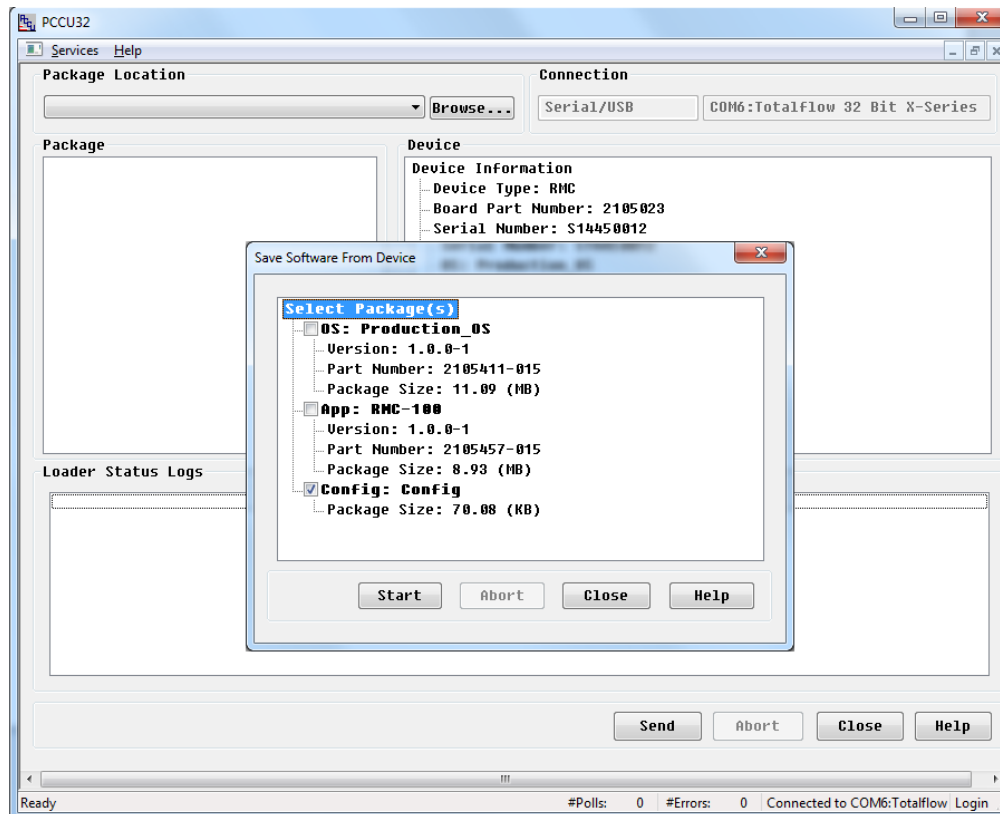 PCCU32
Services Help
Package Location
Connection
Browse...
Serial/USB
COM6:Totalflow 32 Bit X-Series
Package
Device
Device Information
Device Type: RMC
Board Part Number: 2105023
Serial Number: S14450012
Save Software From Device
OS: Production_OS
Select Package(s)
OS: Production_OS
Version: 1.0.0-1
Part Number: 2105411-015
Package Size: 11.09 (MB)
App: RMC-100
Version: 1.0.0-1
Part Number: 2105457-015
Package Size: 8.93 (MB)
Config: Config
Package Size: 70.08 (KB)
Start
Abort
Close
Help
Loader Status Logs
Send
Abort
Close
Help
Ready
#Polls: 0 #Errors: 0 Connected to COM6:Totalflow Login